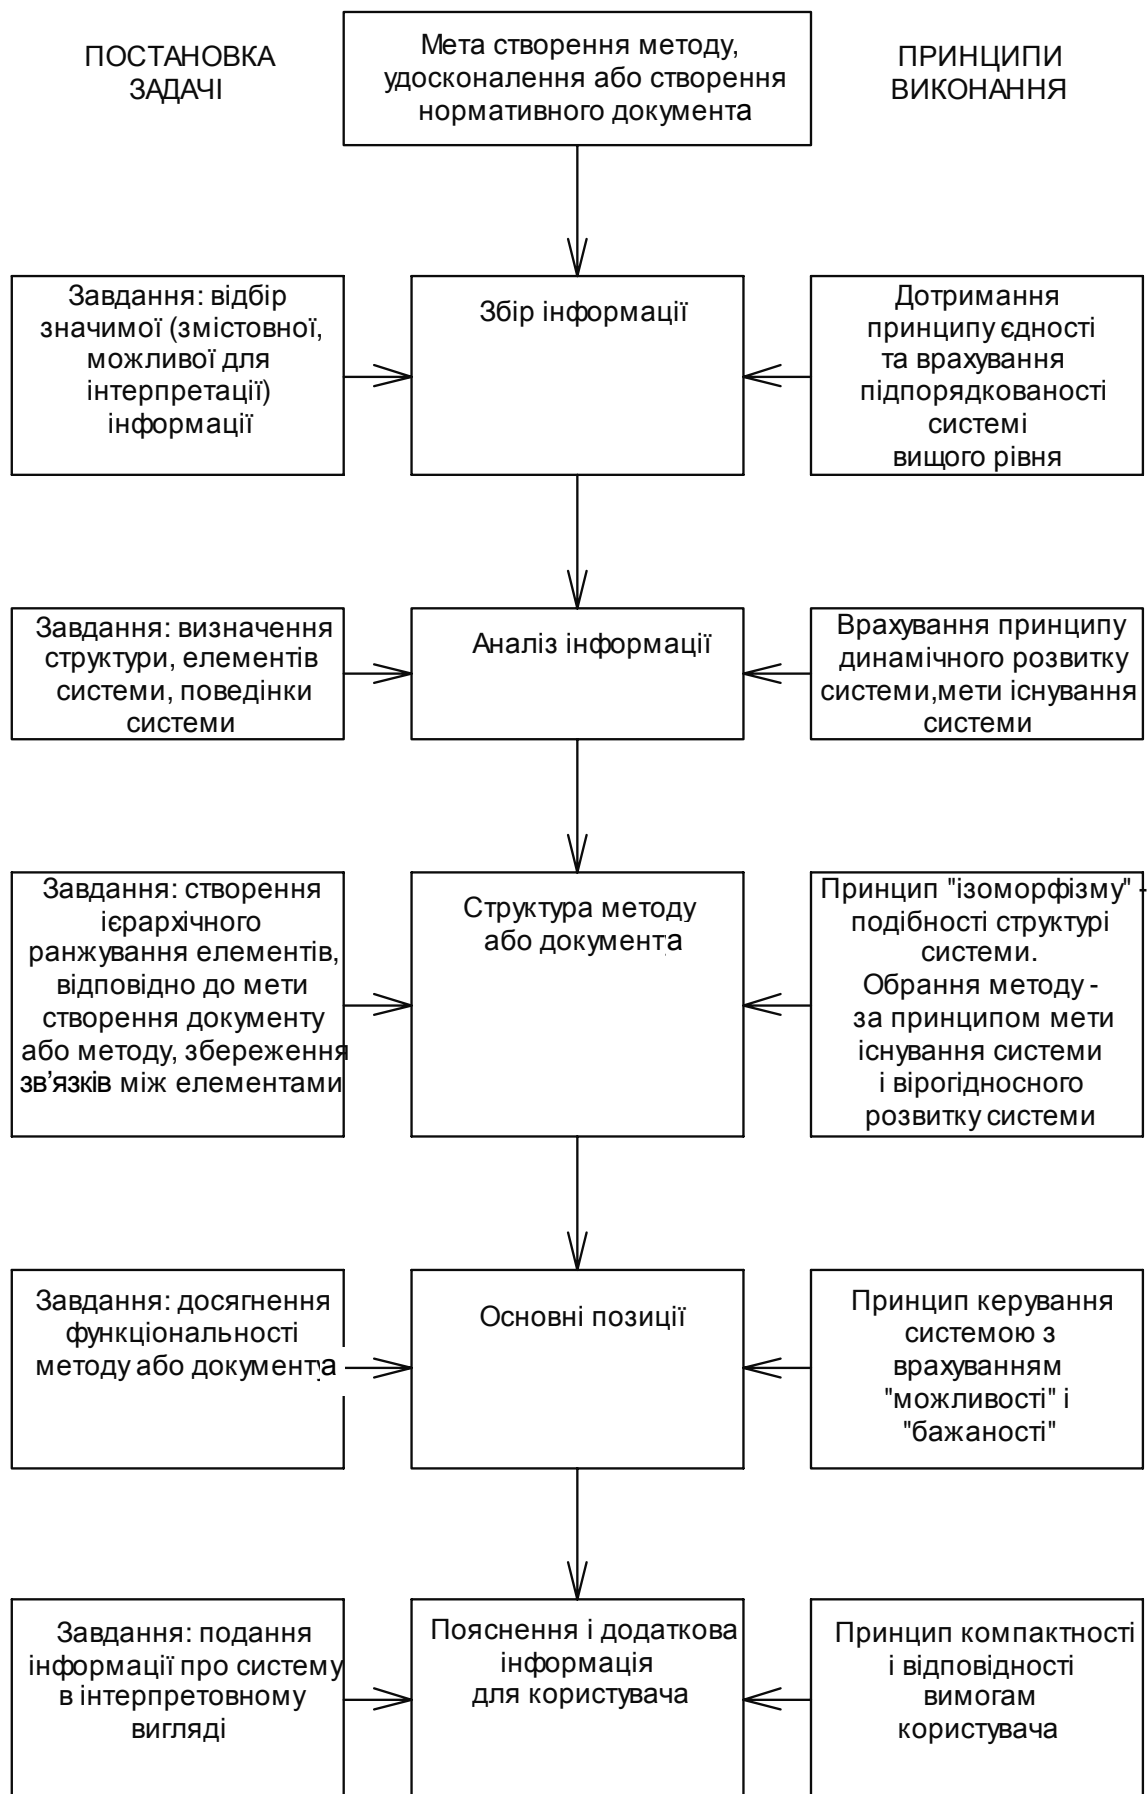 ПОСТАНОВКА
ЗАДАЧІ
Мета створення методу,
удосконалення або створення
нормативного документа
ПРИНЦИПИ
ВИКОНАННЯ
Завдання: відбір
значимої (змістовної,
можливої для
інтерпретації)
інформації
Збір інформації
Дотримання
принципу єдності
та врахування
підпорядкованості
системі
вищого рівня
Завдання: визначення
структури, елементів
системи, поведінки
системи
Аналіз інформації
Врахування принципу
динамічного розвитку
системи,мети існування
системи
Завдання: створення
ієрархічного
ранжування елементів,
відповідно до мети
створення документу
або методу, збереження
зв’язків між елементами
Структура методу
або документа
Принцип "ізоморфізму" -
подібності структурі
системи.
Обрання методу -
за принципом мети
існування системи
і вірогідносного
розвитку системи
Завдання: досягнення
функціональності
методу або документа
Основні позиції
Принцип керування
системою з
врахуванням
"можливості" і
"бажаності"
Завдання: подання
інформації про систему
в інтерпретовному
вигляді
Пояснення і додаткова
інформація
для користувача
Принцип компактності
і відповідності
вимогам
користувача